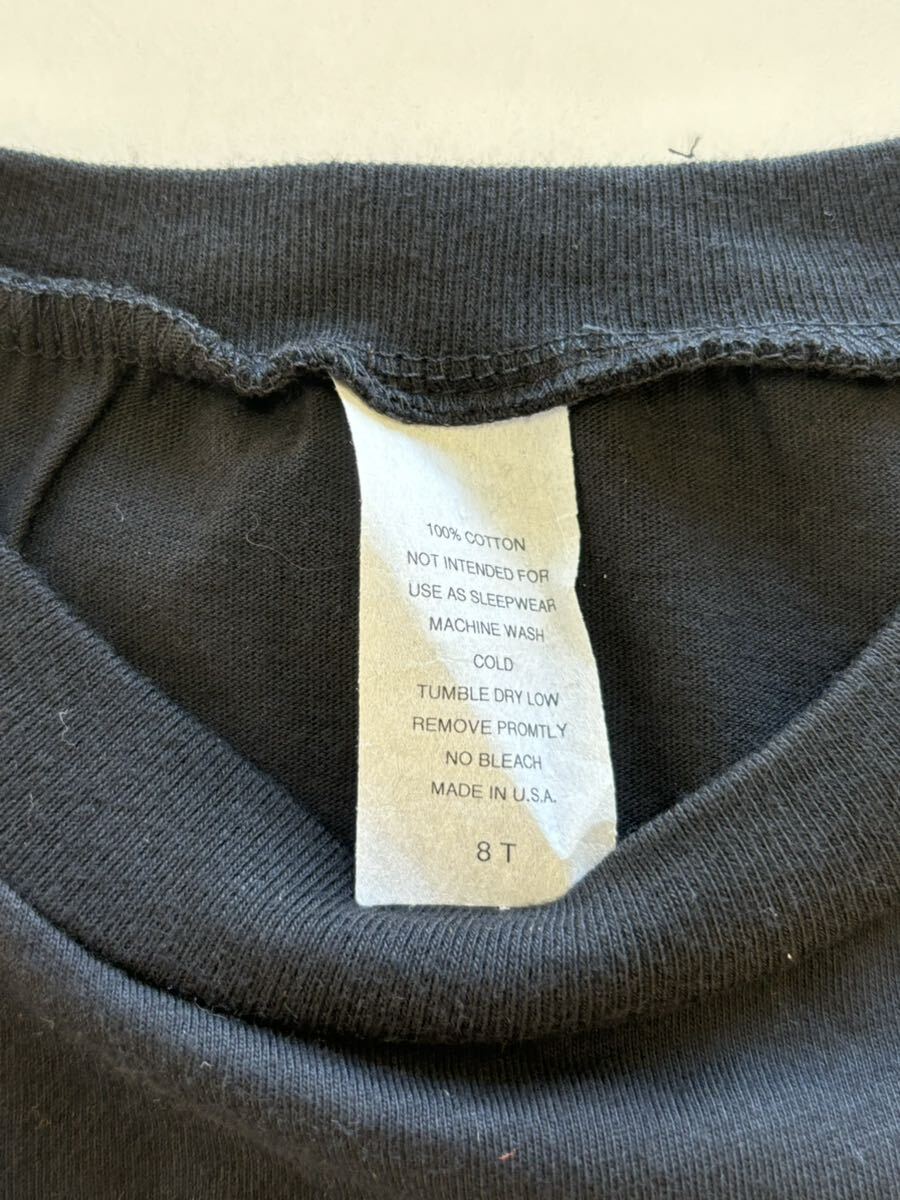 100% COTTON
NOT INTENDED FOR
USE AS SLEEPWEAR
MACHINE WASH
COLD
TUMBLE DRY LOW
REMOVE PROMTLY
NO BLEACH
MADE IN U.S.A.
8 T